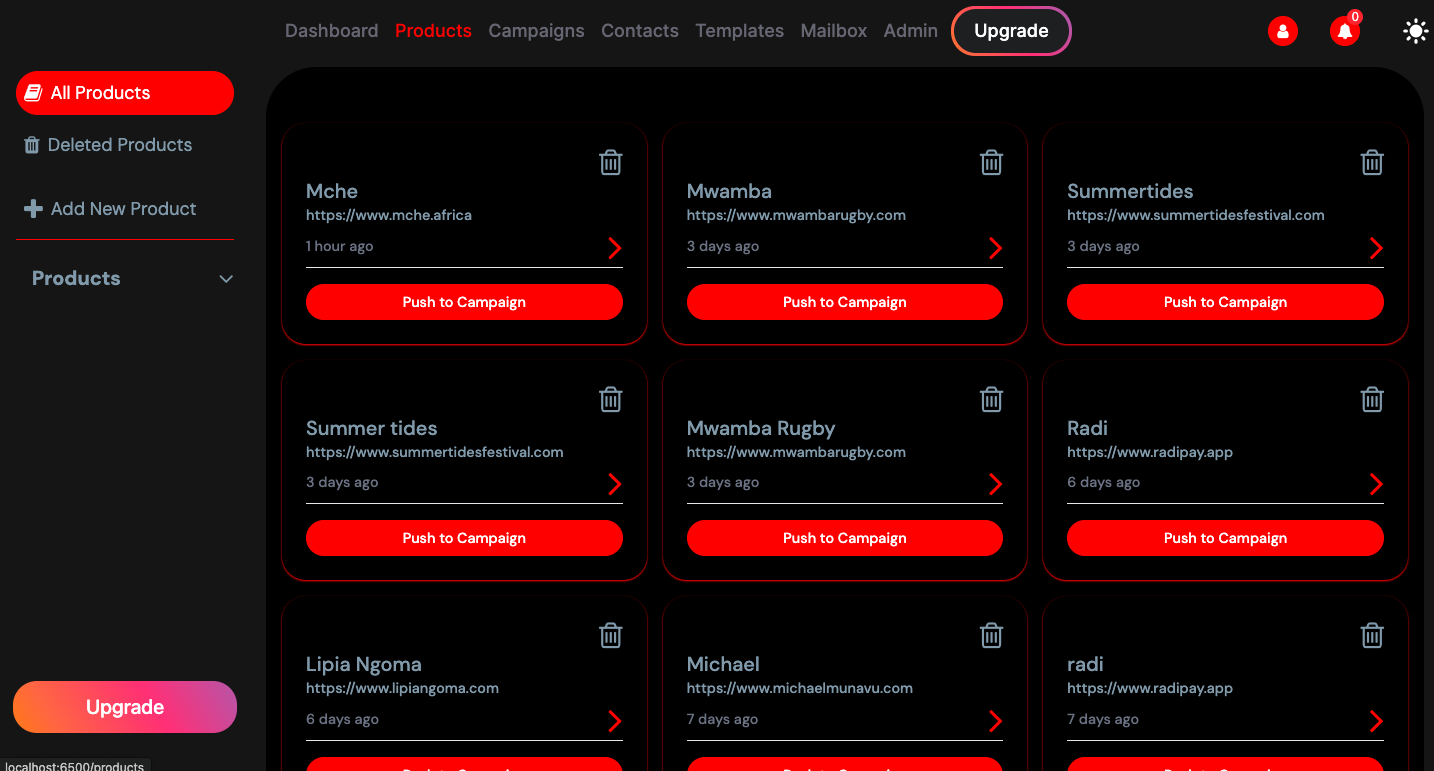 Dashboard Products Campaigns Contacts Templates Mailbox Admin Upgrade 0
All Products
Deleted Products
Add New Product
Products
Upgrade
localhost:6500/products
Mche
https://www.mche.africa
1 hour ago
Push to Campaign
Mwamba
https://www.mwambarugby.com
3 days ago
Push to Campaign
Summertides
https://www.summertidesfestival.com
3 days ago
Push to Campaign
Summer tides
https://www.summertidesfestival.com
3 days ago
Push to Campaign
Mwamba Rugby
https://www.mwambarugby.com
3 days ago
Push to Campaign
Radi
https://www.radipay.app
6 days ago
Push to Campaign
Lipia Ngoma
https://www.lipiangoma.com
6 days ago
Michael
https://www.michaelmunavu.com
7 days ago
radi
https://www.radipay.app
7 days ago